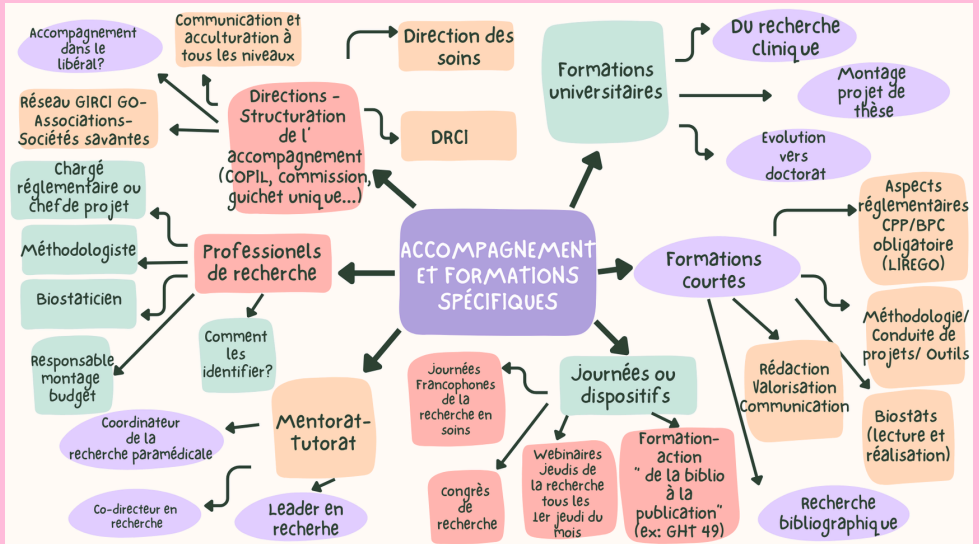 Accompagnement
dans le
libéral?
Communication et
acculturation à
tous les niveaux
Direction des
soins
Réseau GIRCI GO-
Associations-
Sociétés savantes
Directions -
Structuration
de l'
accompagnement
(COPIL, commission,
guichet unique...)
DRCI
Formations
universitaires
Du recherche
clinique
Montage
projet de
thèse
Evolution
vers
doctorat
Chargé
réglementaire ou
chef de projet
Méthodologiste
Biostaticien
Responsable
montage
budget
Professionels
de recherche
Comment
les
identifier?
ACCOMPAGNEMENT
ET FORMATIONS
SPÉCIFIQUES
Formations
courtes
Aspects
réglementaires
CPP/BPC
obligatoire
(LIREGO)
Méthodologie/
Conduite de
projets/ Outils
Rédaction
Valorisation
Communication
Biostats
(lecture et
réalisation)
Recherche
bibliographique
Mentorat-
Tutorat
Coordinateur
de la
recherche paramédicale
Co-directeur en
recherche
Leader en
recherhe
Journées ou
dispositifs
Journées
Francophones
de la
recherche en
soins
congrès
de
recherche
Webinaires
Jeudis de
la recherche
tous les
1er jeudi du
mois
Formation-
action
" de la biblio
à la
publication"
(ex: GHT 49)